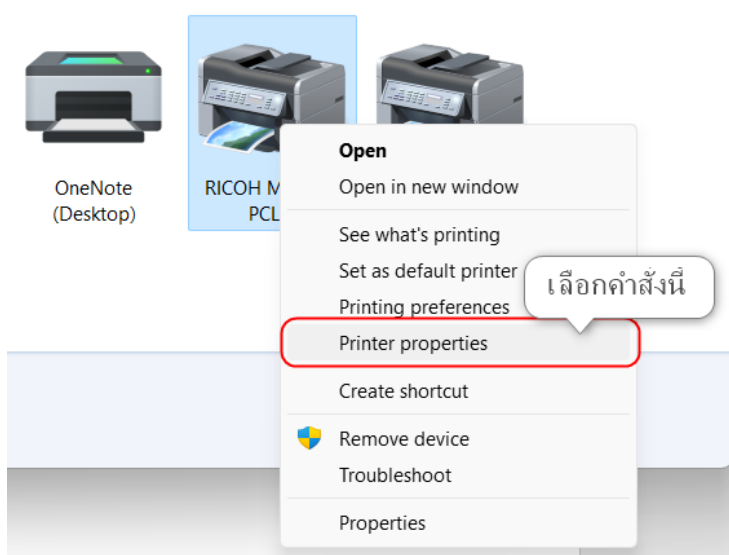 OneNote
(Desktop)
RICOH M
PCL
Open
Open in new window
See what's printing
Set as default printer
เลือกคำสั่งนี้
Printing preferences
Printer properties
Create shortcut
Remove device
Troubleshoot
Properties